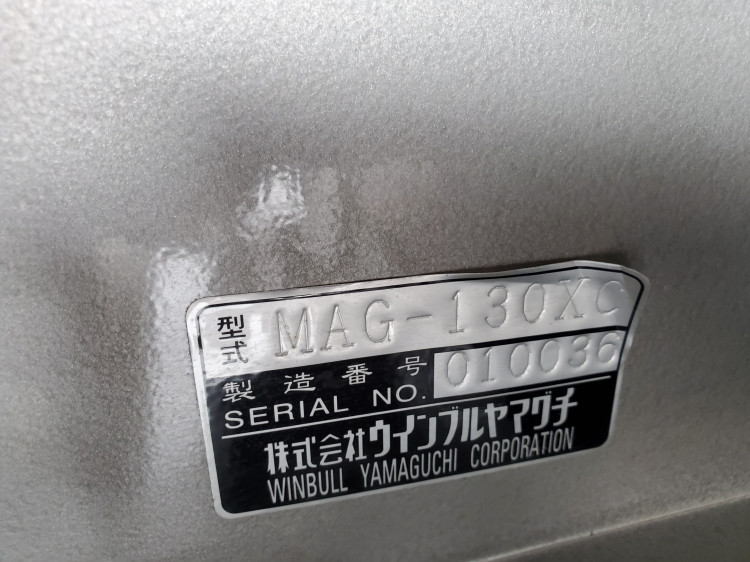 型式 MAG-130XC
製造番号 010036
SERIAL NO.
株式会社ウインブルヤマグチ
WINBULL YAMAGUCHI CORPORATION